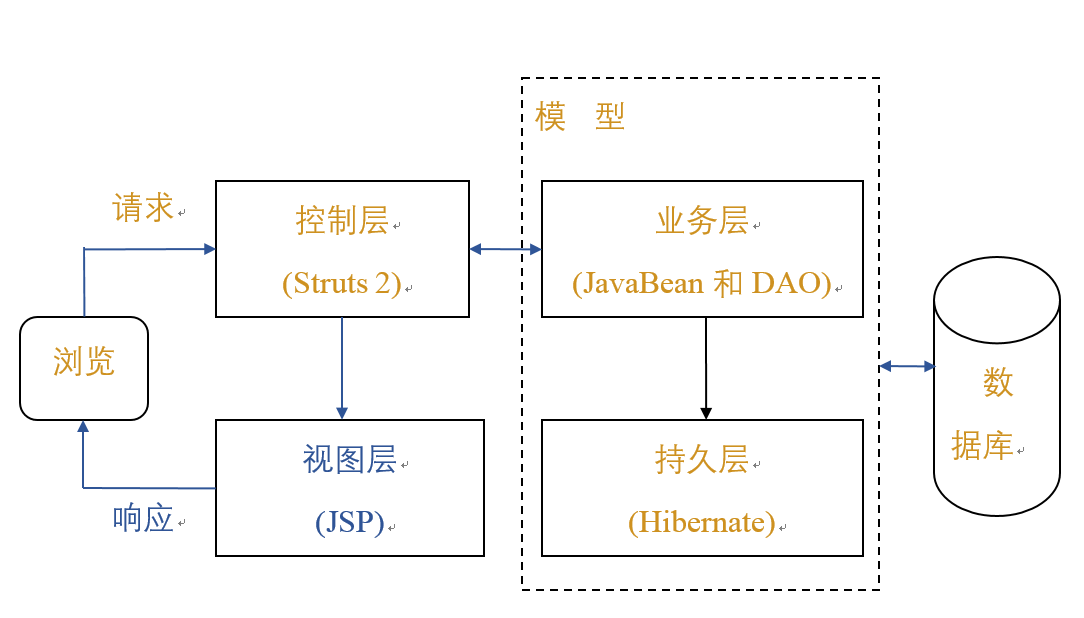 模 型
请求
控制层
(Struts 2)
业务层
(JavaBean 和 DAO)
浏览
数
据库
视图层
(JSP)
持久层
(Hibernate)
响应